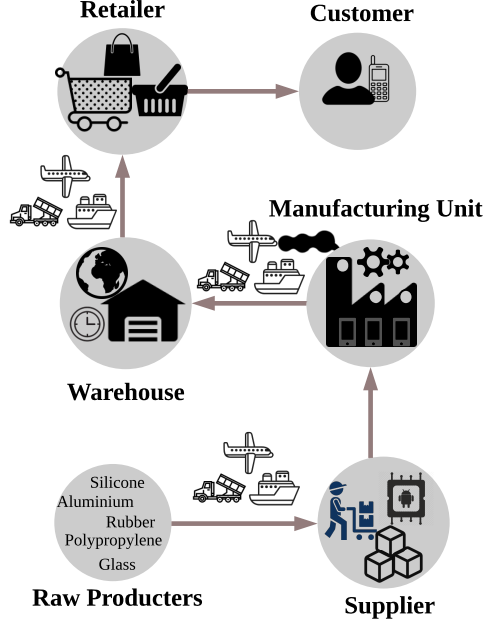 Retailer
Customer
Manufacturing Unit
Warehouse
Silicone
Aluminium
Rubber
Polypropylene
Glass
Raw Producters
Supplier